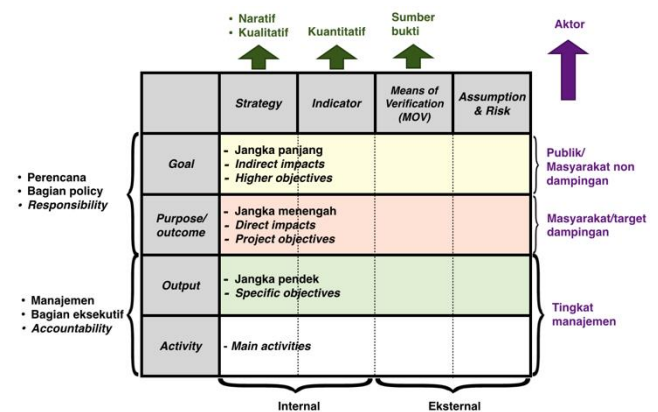 • Naratif
• Kualitatif
Kuantitatif
Sumber
bukti
Aktor
Strategy
Indicator
Means of
Verification
(MOV)
Assumption
& Risk
• Perencana
• Bagian policy
• Responsibility
Goal
- Jangka panjang
- Indirect impacts
- Higher objectives
Publik/
Masyarakat non
dampingan
Purpose/
outcome
- Jangka menengah
- Direct impacts
- Project objectives
Masyarakat/target
dampingan
• Manajemen
• Bagian eksekutif
• Accountability
Output
- Jangka pendek
- Specific objectives
Tingkat
manajemen
Activity
- Main activities
Internal
Eksternal